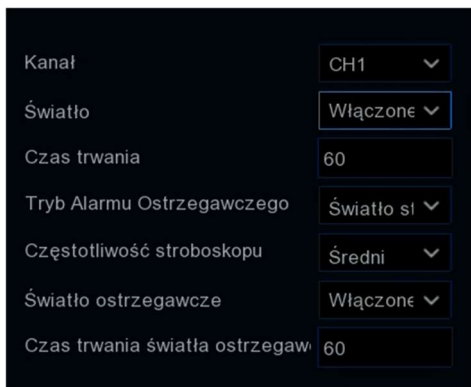 Kanał CH1
Światło Włączone
Czas trwania 60
Tryb Alarmu Ostrzegawczego Światło st
Częstotliwość stroboskopu Średni
Światło ostrzegawcze Włączone
Czas trwania światła ostrzegaw 60